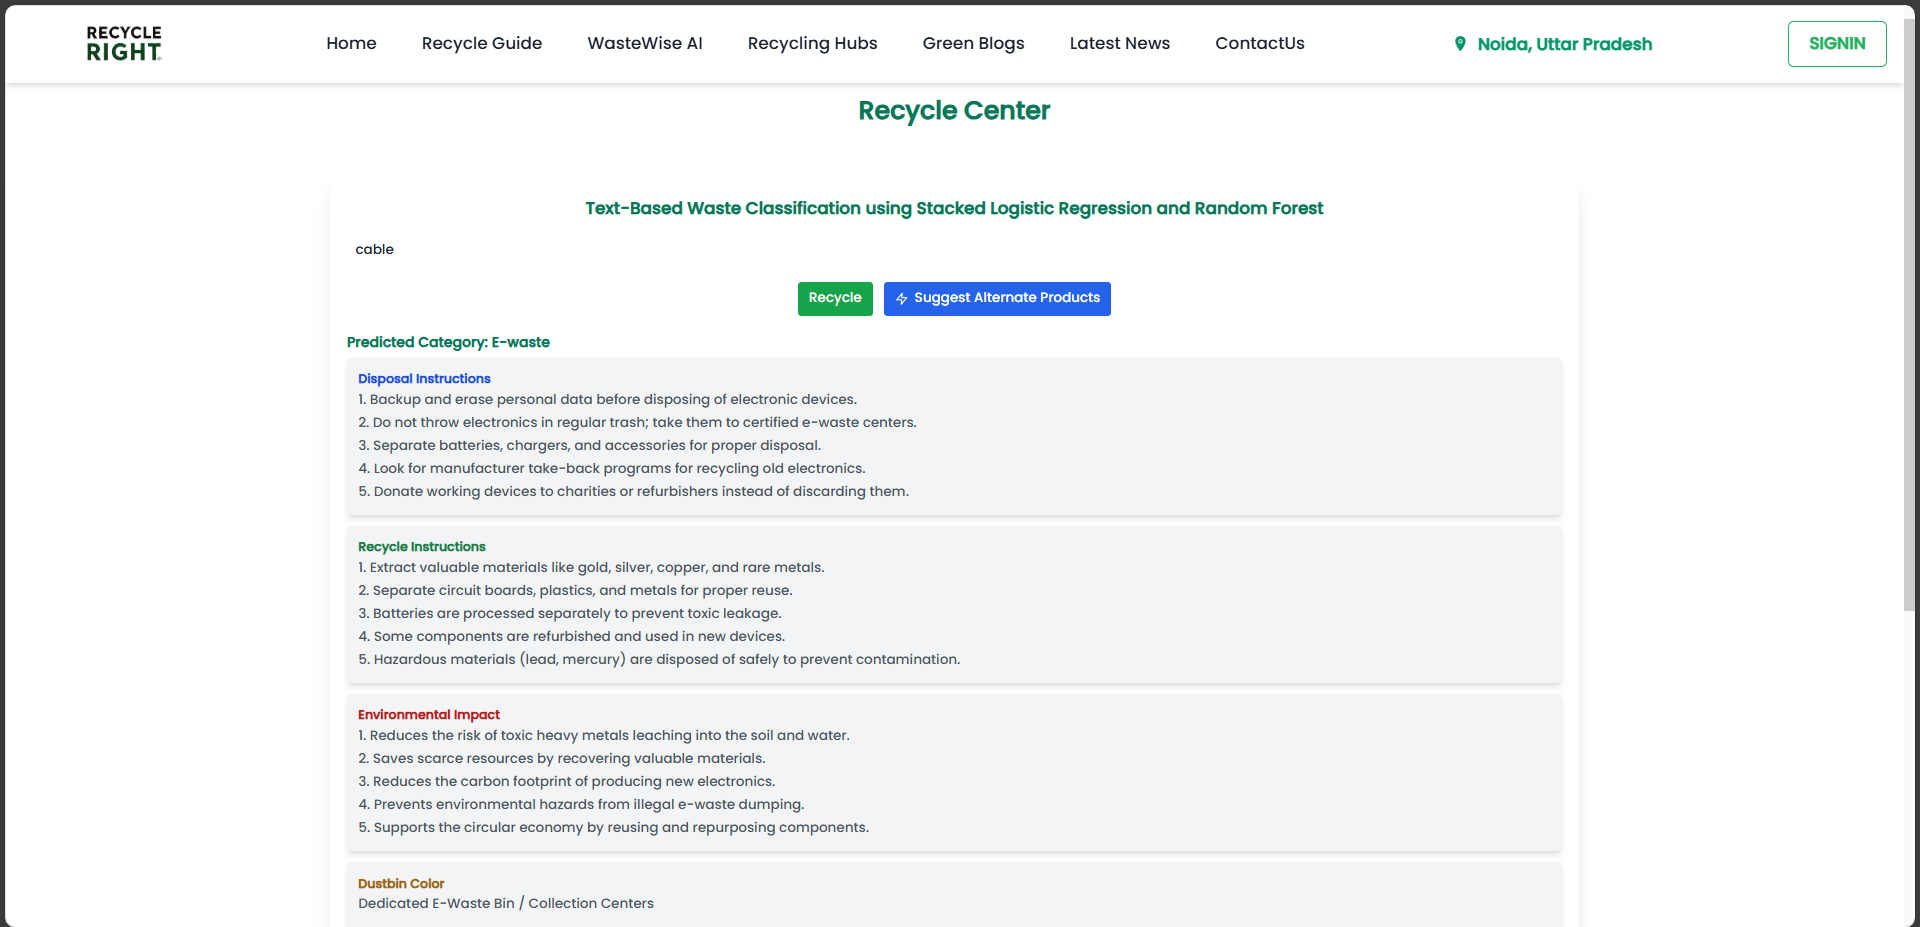 RECYCLE
RIGHT
Home Recycle Guide WasteWise AI Recycling Hubs Green Blogs Latest News ContactUs Noida, Uttar Pradesh SIGNIN
Recycle Center
Text-Based Waste Classification using Stacked Logistic Regression and Random Forest
cable
Recycle Suggest Alternate Products
Predicted Category: E-waste
Disposal Instructions
1. Backup and erase personal data before disposing of electronic devices.
2. Do not throw electronics in regular trash; take them to certified e-waste centers.
3. Separate batteries, chargers, and accessories for proper disposal.
4. Look for manufacturer take-back programs for recycling old electronics.
5. Donate working devices to charities or refurbishers instead of discarding them.
Recycle Instructions
1. Extract valuable materials like gold, silver, copper, and rare metals.
2. Separate circuit boards, plastics, and metals for proper reuse.
3. Batteries are processed separately to prevent toxic leakage.
4. Some components are refurbished and used in new devices.
5. Hazardous materials (lead, mercury) are disposed of safely to prevent contamination.
Environmental Impact
1. Reduces the risk of toxic heavy metals leaching into the soil and water.
2. Saves scarce resources by recovering valuable materials.
3. Reduces the carbon footprint of producing new electronics.
4. Prevents environmental hazards from illegal e-waste dumping.
5. Supports the circular economy by reusing and repurposing components.
Dustbin Color
Dedicated E-Waste Bin / Collection Centers